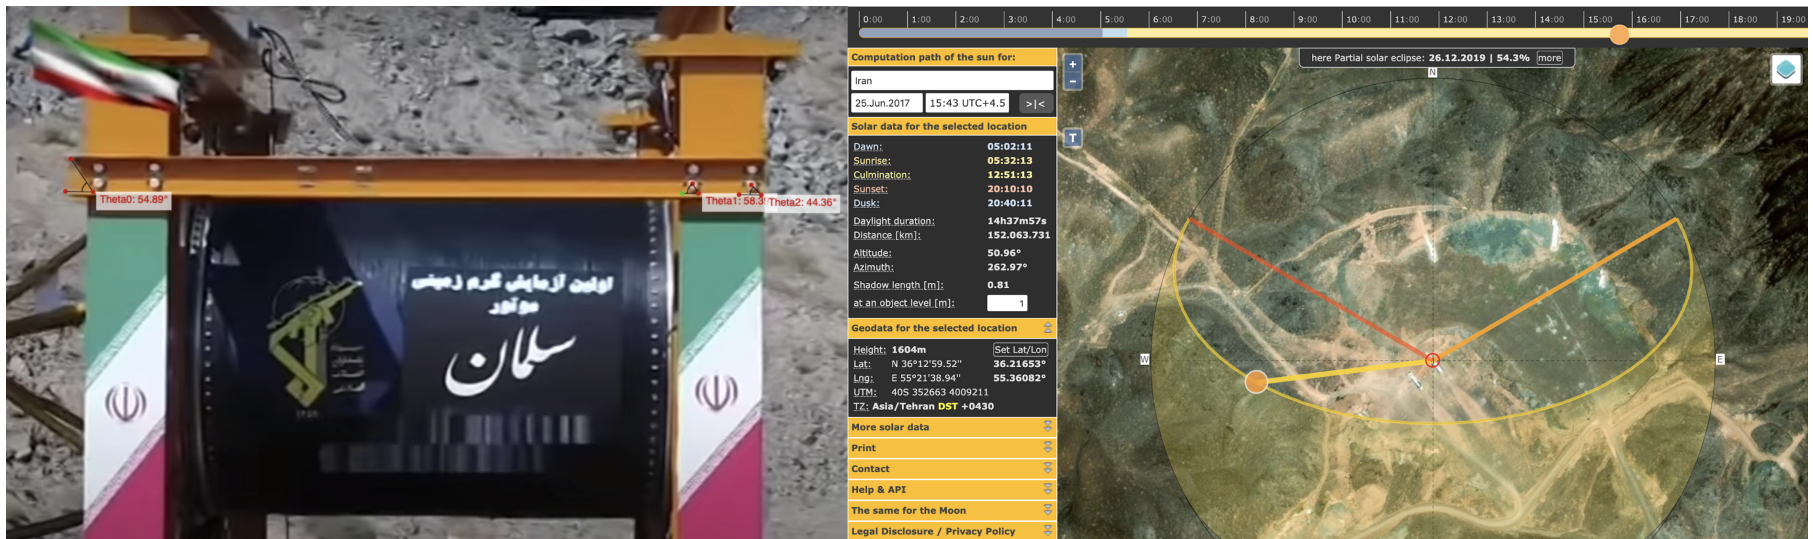 Theta0: 54.89°
Theta1: 58.3
Theta2: 44.36°
اولین آزمایش گرم زمینی
موتور
سلمان
0:00 1:00 2:00 3:00 4:00 5:00 6:00 7:00 8:00 9:00 10:00 11:00 12:00 13:00 14:00 15:00 16:00 17:00 18:00 19:00
Computation path of the sun for:
Iran
25.Jun.2017 15:43 UTC+4.5 >|<
Solar data for the selected location
Dawn: 05:02:11
Sunrise: 05:32:13
Culmination: 12:51:13
Sunset: 20:10:10
Dusk: 20:40:11
Daylight duration: 14h37m57s
Distance [km]: 152.063.731
Altitude: 50.96°
Azimuth: 262.97°
Shadow length [m]: 0.81
at an object level [m]: 1
Geodata for the selected location
Height: 1604m Set Lat/Lon
Lat: N 36°12'59.52'' 36.21653°
Lng: E 55°21'38.94'' 55.36082°
UTM: 40S 352663 4009211
TZ: Asia/Tehran DST +0430
More solar data
Print
Contact
Help & API
The same for the Moon
Legal Disclosure / Privacy Policy
+
−
T
here Partial solar eclipse: 26.12.2019 | 54.3% more
N
W
E